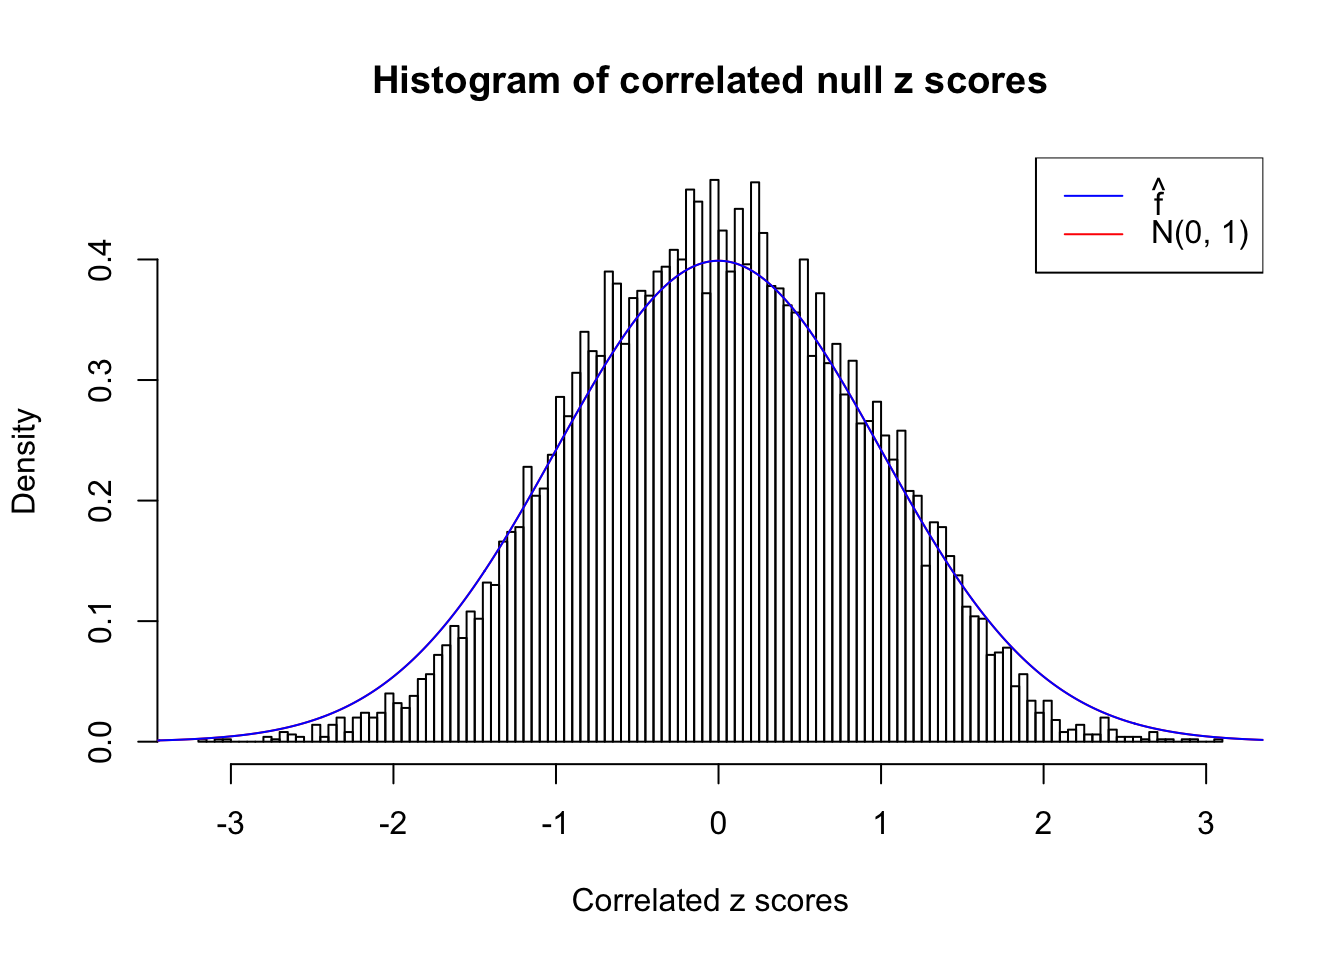 Histogram of correlated null z scores
f̂
N(0, 1)
Density
0.4
0.3
0.2
0.1
0.0
-3 -2 -1 0 1 2 3
Correlated z scores